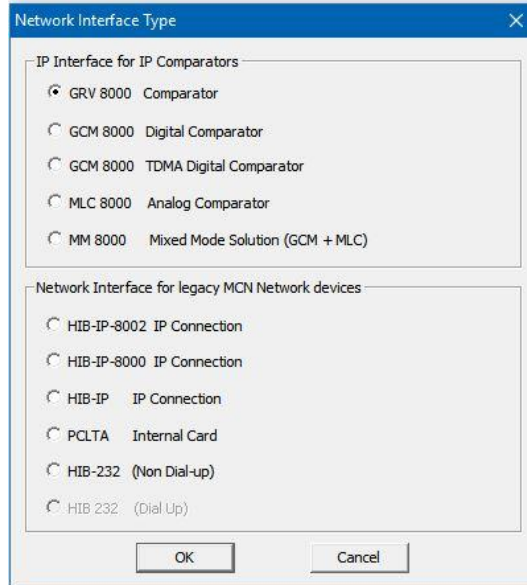 Network Interface Type
IP Interface for IP Comparators
GRV 8000 Comparator
GCM 8000 Digital Comparator
GCM 8000 TDMA Digital Comparator
MLC 8000 Analog Comparator
MM 8000 Mixed Mode Solution (GCM + MLC)
Network Interface for legacy MCN Network devices
HIB-IP-8002 IP Connection
HIB-IP-8000 IP Connection
HIB-IP IP Connection
PCLTA Internal Card
HIB-232 (Non Dial-up)
HIB 232 (Dial Up)
OK Cancel